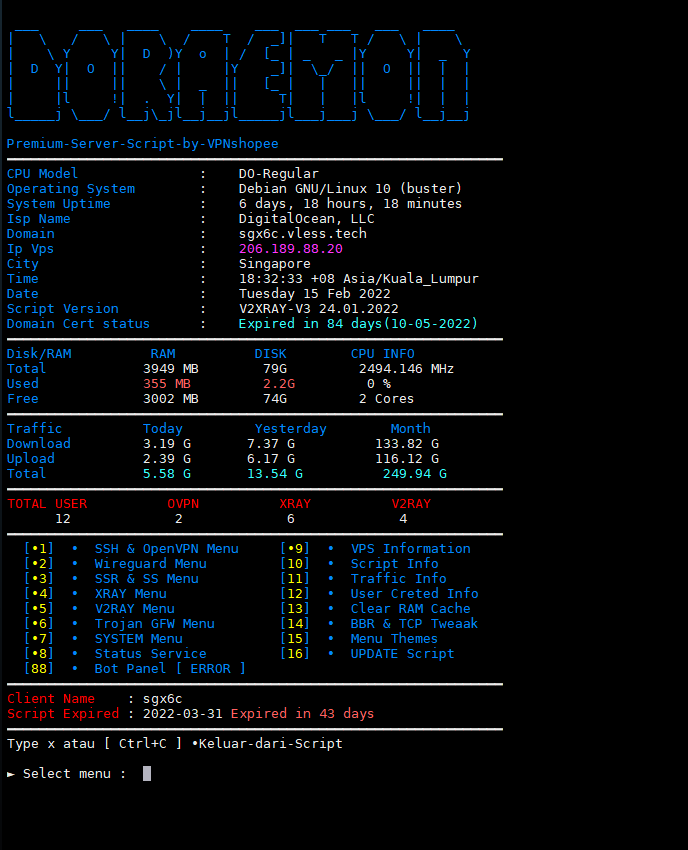 DORAEMON
Premium-Server-Script-by-VPNshopee
CPU Model : DO-Regular
Operating System : Debian GNU/Linux 10 (buster)
System Uptime : 6 days, 18 hours, 18 minutes
Isp Name : DigitalOcean, LLC
Domain : sgx6c.vless.tech
Ip Vps : 206.189.88.20
City : Singapore
Time : 18:32:33 +08 Asia/Kuala_Lumpur
Date : Tuesday 15 Feb 2022
Script Version : V2XRAY-V3 24.01.2022
Domain Cert status : Expired in 84 days(10-05-2022)
Disk/RAM RAM DISK CPU INFO
Total 3949 MB 79G 2494.146 MHz
Used 355 MB 2.2G 0 %
Free 3002 MB 74G 2 Cores
Traffic Today Yesterday Month
Download 3.19 G 7.37 G 133.82 G
Upload 2.39 G 6.17 G 116.12 G
Total 5.58 G 13.54 G 249.94 G
TOTAL USER OVPN XRAY V2RAY
12 2 6 4
[•1] • SSH & OpenVPN Menu [•9] • VPS Information
[•2] • Wireguard Menu [10] • Script Info
[•3] • SSR & SS Menu [11] • Traffic Info
[•4] • XRAY Menu [12] • User Creted Info
[•5] • V2RAY Menu [13] • Clear RAM Cache
[•6] • Trojan GFW Menu [14] • BBR & TCP Tweaak
[•7] • SYSTEM Menu [15] • Menu Themes
[•8] • Status Service [16] • UPDATE Script
[88] • Bot Panel [ ERROR ]
Client Name : sgx6c
Script Expired : 2022-03-31 Expired in 43 days
Type x atau [ Ctrl+C ] •Keluar-dari-Script
► Select menu :